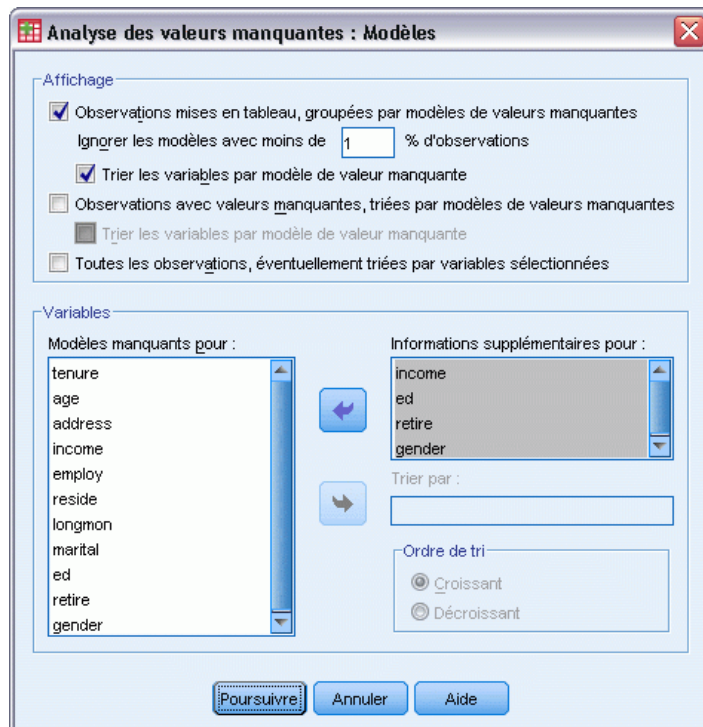 Analyse des valeurs manquantes : Modèles
Affichage
Observations mises en tableau, groupées par modèles de valeurs manquantes
Ignorer les modèles avec moins de 1 % d'observations
Trier les variables par modèle de valeur manquante
Observations avec valeurs manquantes, triées par modèles de valeurs manquantes
Trier les variables par modèle de valeur manquante
Toutes les observations, éventuellement triées par variables sélectionnées
Variables
Modèles manquants pour :
tenure
age
address
income
employ
reside
longmon
marital
ed
retire
gender
Informations supplémentaires pour :
income
ed
retire
gender
Trier par :
Ordre de tri
Croissant
Décroissant
Poursuivre Annuler Aide